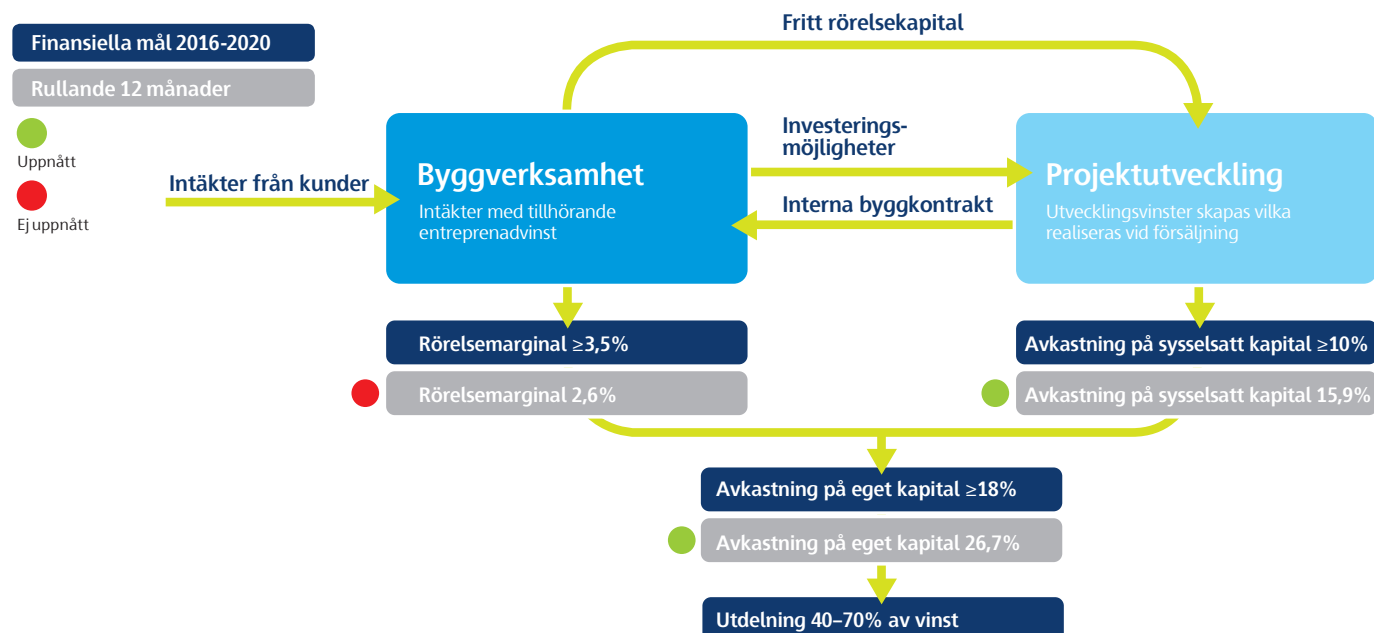 Finansiella mål 2016-2020
Rullande 12 månader
Uppnått
Ej uppnått
Intäkter från kunder
Fritt rörelsekapital
Byggverksamhet
Intäkter med tillhörande
entreprenadvinst
Investerings-
möjligheter
Interna byggkontrakt
Projektutveckling
Utvecklingsvinster skapas vilka
realiseras vid försäljning
Rörelsemarginal ≥3,5%
Rörelsemarginal 2,6%
Avkastning på sysselsatt kapital ≥10%
Avkastning på sysselsatt kapital 15,9%
Avkastning på eget kapital ≥18%
Avkastning på eget kapital 26,7%
Utdelning 40–70% av vinst